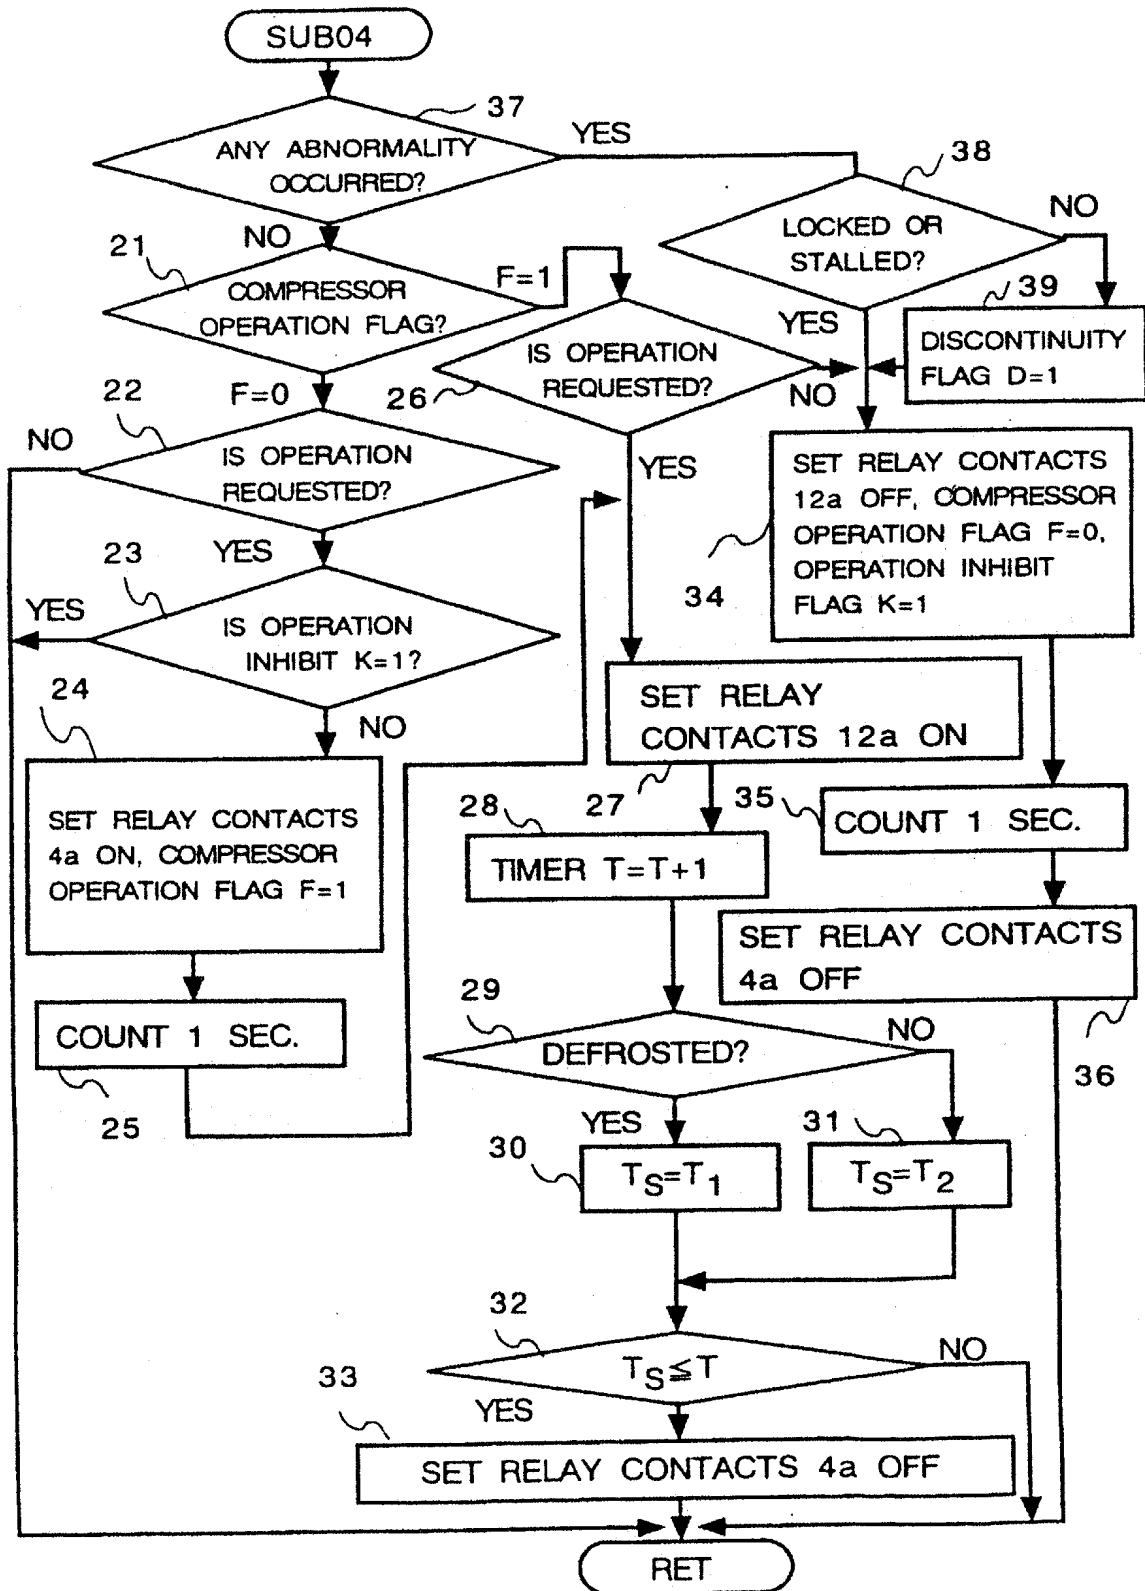 SUB04
37
ANY ABNORMALITY
OCCURRED?
YES
38
NO
LOCKED OR
STALLED?
NO
21
COMPRESSOR
OPERATION FLAG?
F=1
39
YES
DISCONTINUITY
FLAG D=1
IS OPERATION
REQUESTED?
26
NO
F=0
22
NO
IS OPERATION
REQUESTED?
YES
SET RELAY CONTACTS
12a OFF, COMPRESSOR
OPERATION FLAG F=0,
OPERATION INHIBIT
FLAG K=1
34
YES
23
YES
IS OPERATION
INHIBIT K=1?
24
NO
SET RELAY
CONTACTS 12a ON
27
SET RELAY CONTACTS
4a ON, COMPRESSOR
OPERATION FLAG F=1
28
TIMER T=T+1
35
COUNT 1 SEC.
SET RELAY CONTACTS
4a OFF
36
COUNT 1 SEC.
25
29
DEFROSTED?
NO
YES
30
TS=T1
31
TS=T2
32
TS≦T
NO
33
YES
SET RELAY CONTACTS 4a OFF
RET